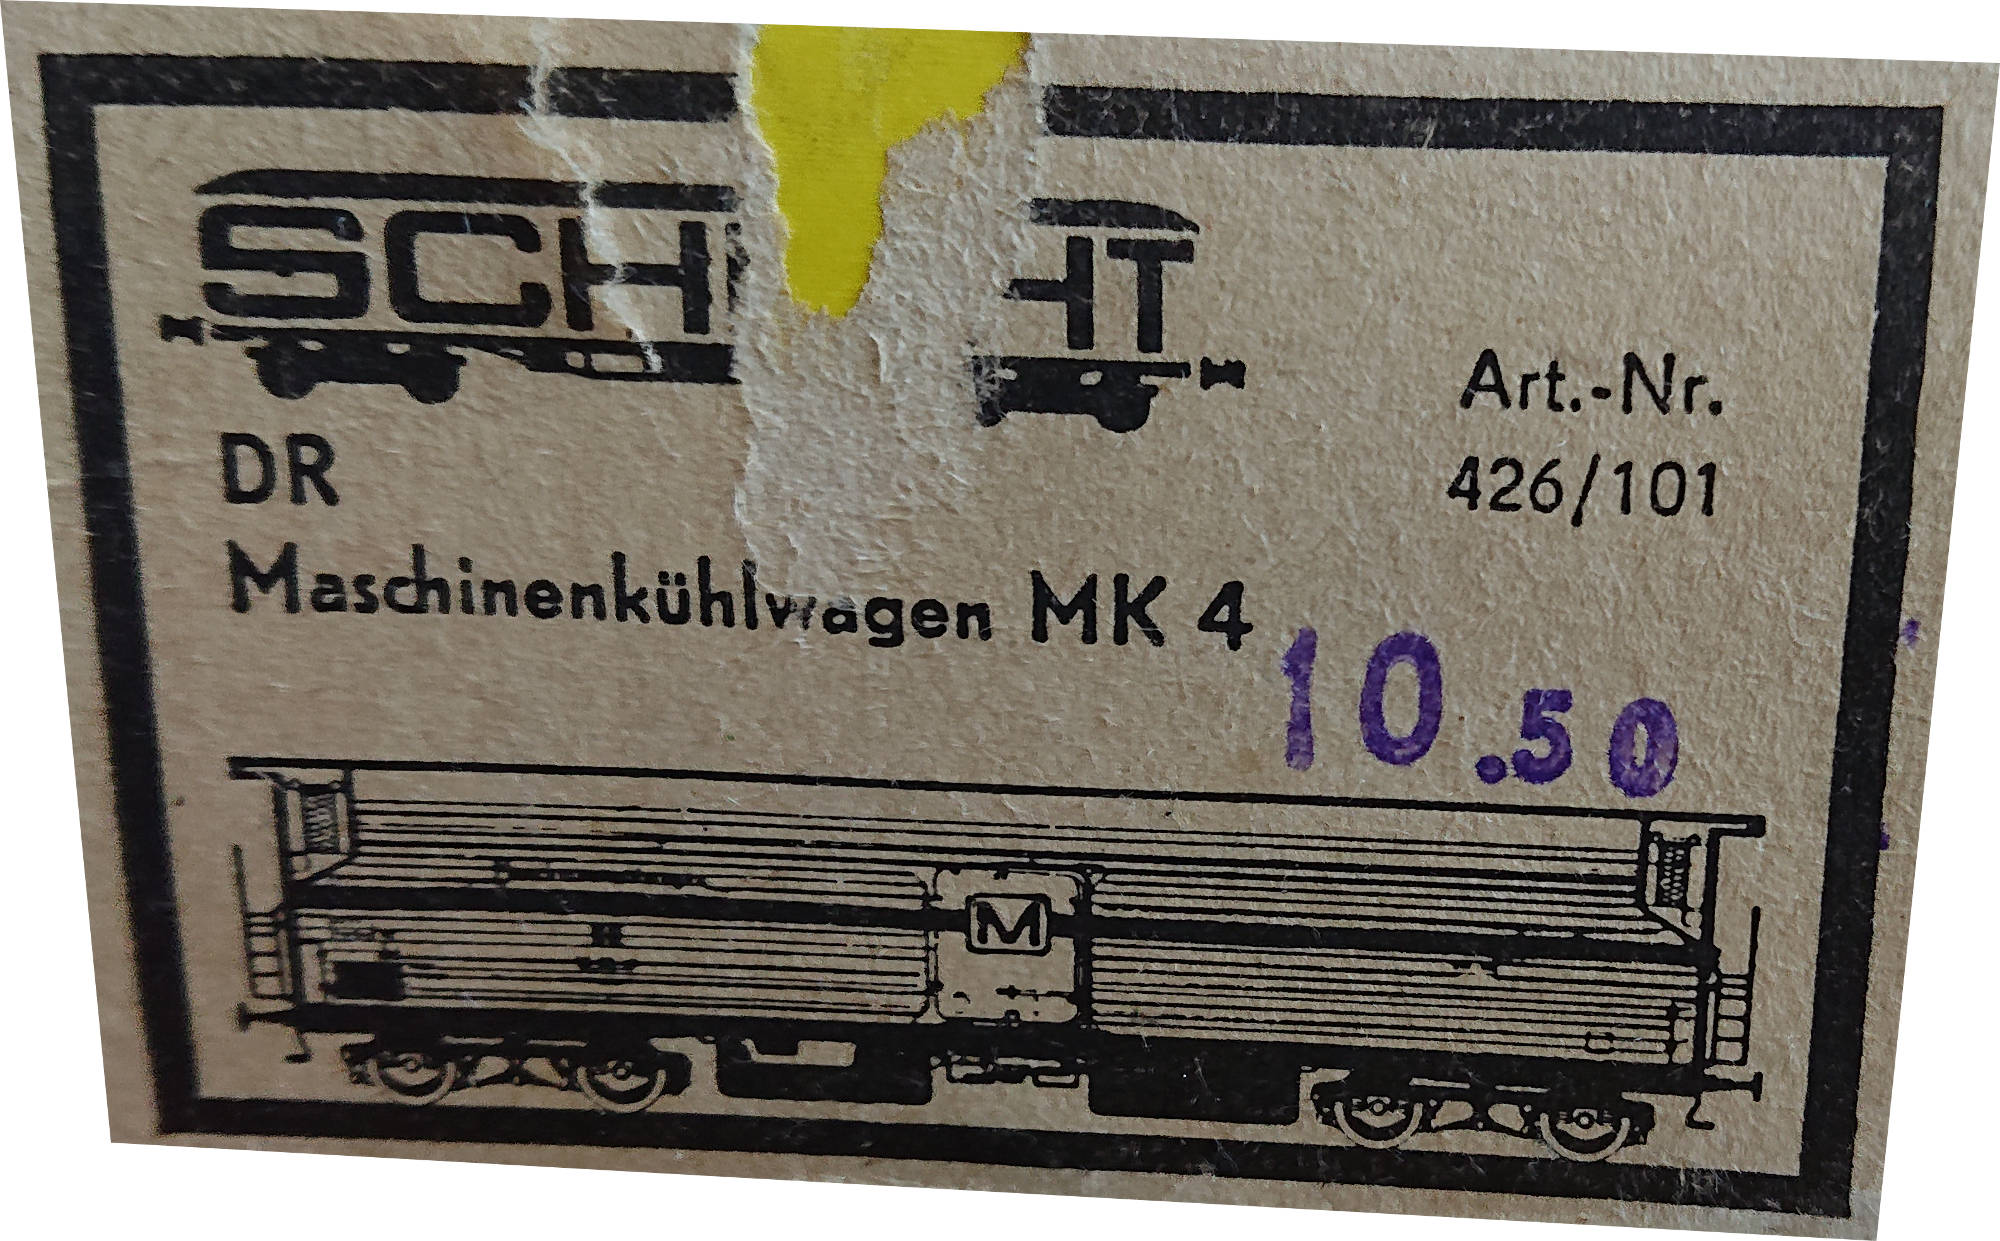 SCH HT
Art.-Nr.
426/101
DR
Maschinenkühlwagen MK 4
10.50
M